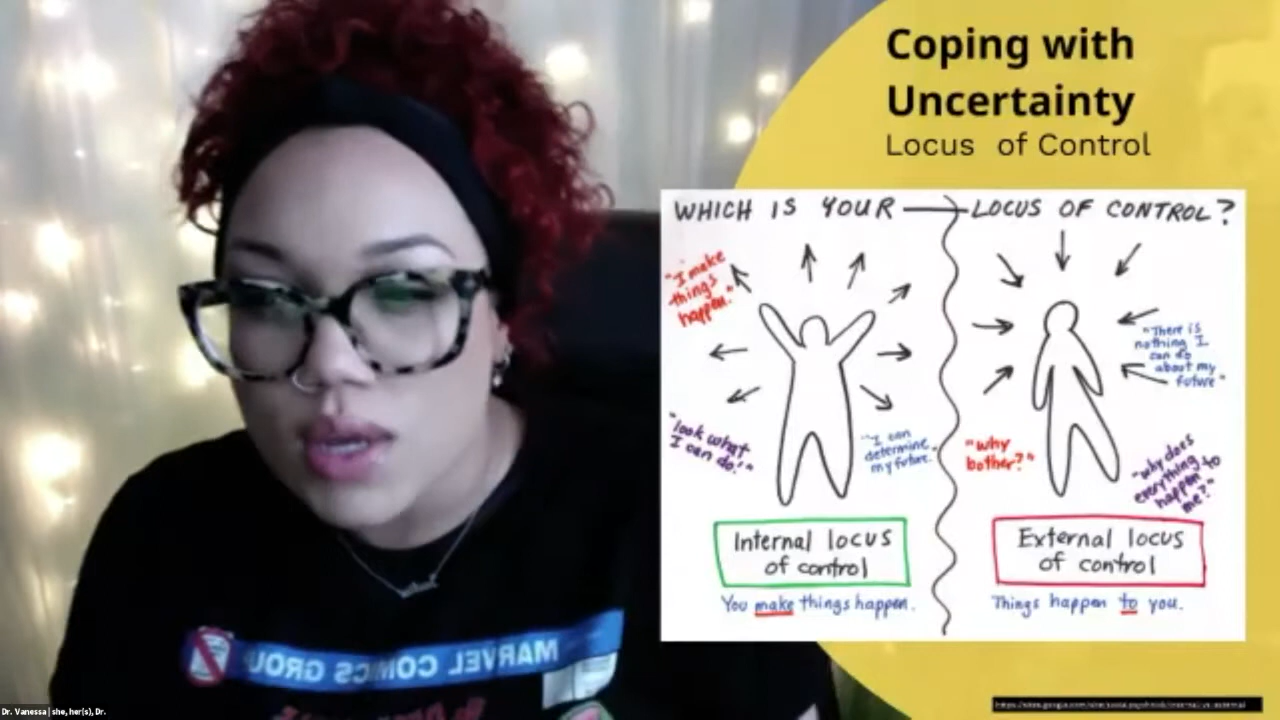 Coping with
Uncertainty
Locus of Control
WHICH IS YOUR LOCUS OF CONTROL?
"I make
things
happen."
"look what
I can do!"
"I can
determine
my future."
"There is
nothing I
can do
about my
future"
"why
bother?"
"why does
everything
happen to
me?"
Internal locus
of control
You make things happen.
External locus
of control
Things happen to you.
MARVEL COMICS GROU
Dr. Vanessa | she, her(s), Dr.